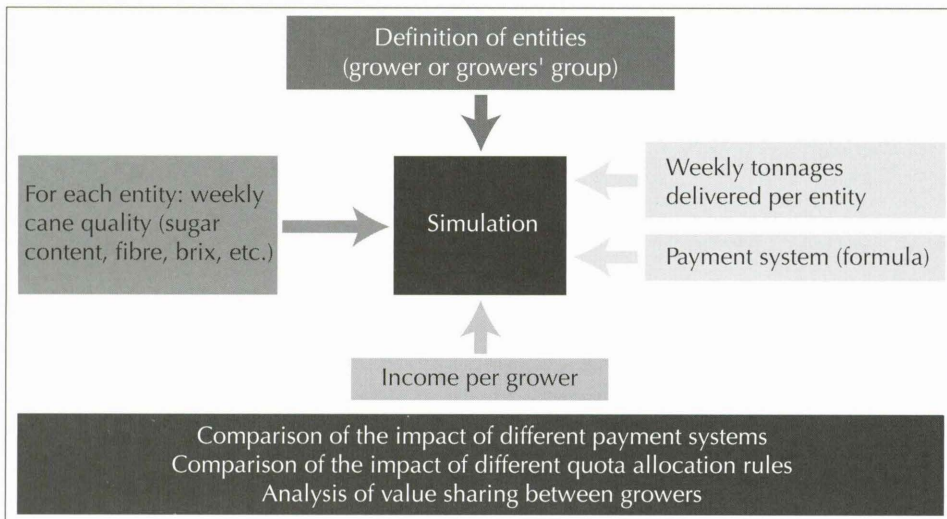 Definition of entities
(grower or growers' group)
For each entity: weekly
cane quality (sugar
content, fibre, brix, etc.)
Simulation
Weekly tonnages
delivered per entity
Payment system (formula)
Income per grower
Comparison of the impact of different payment systems
Comparison of the impact of different quota allocation rules
Analysis of value sharing between growers